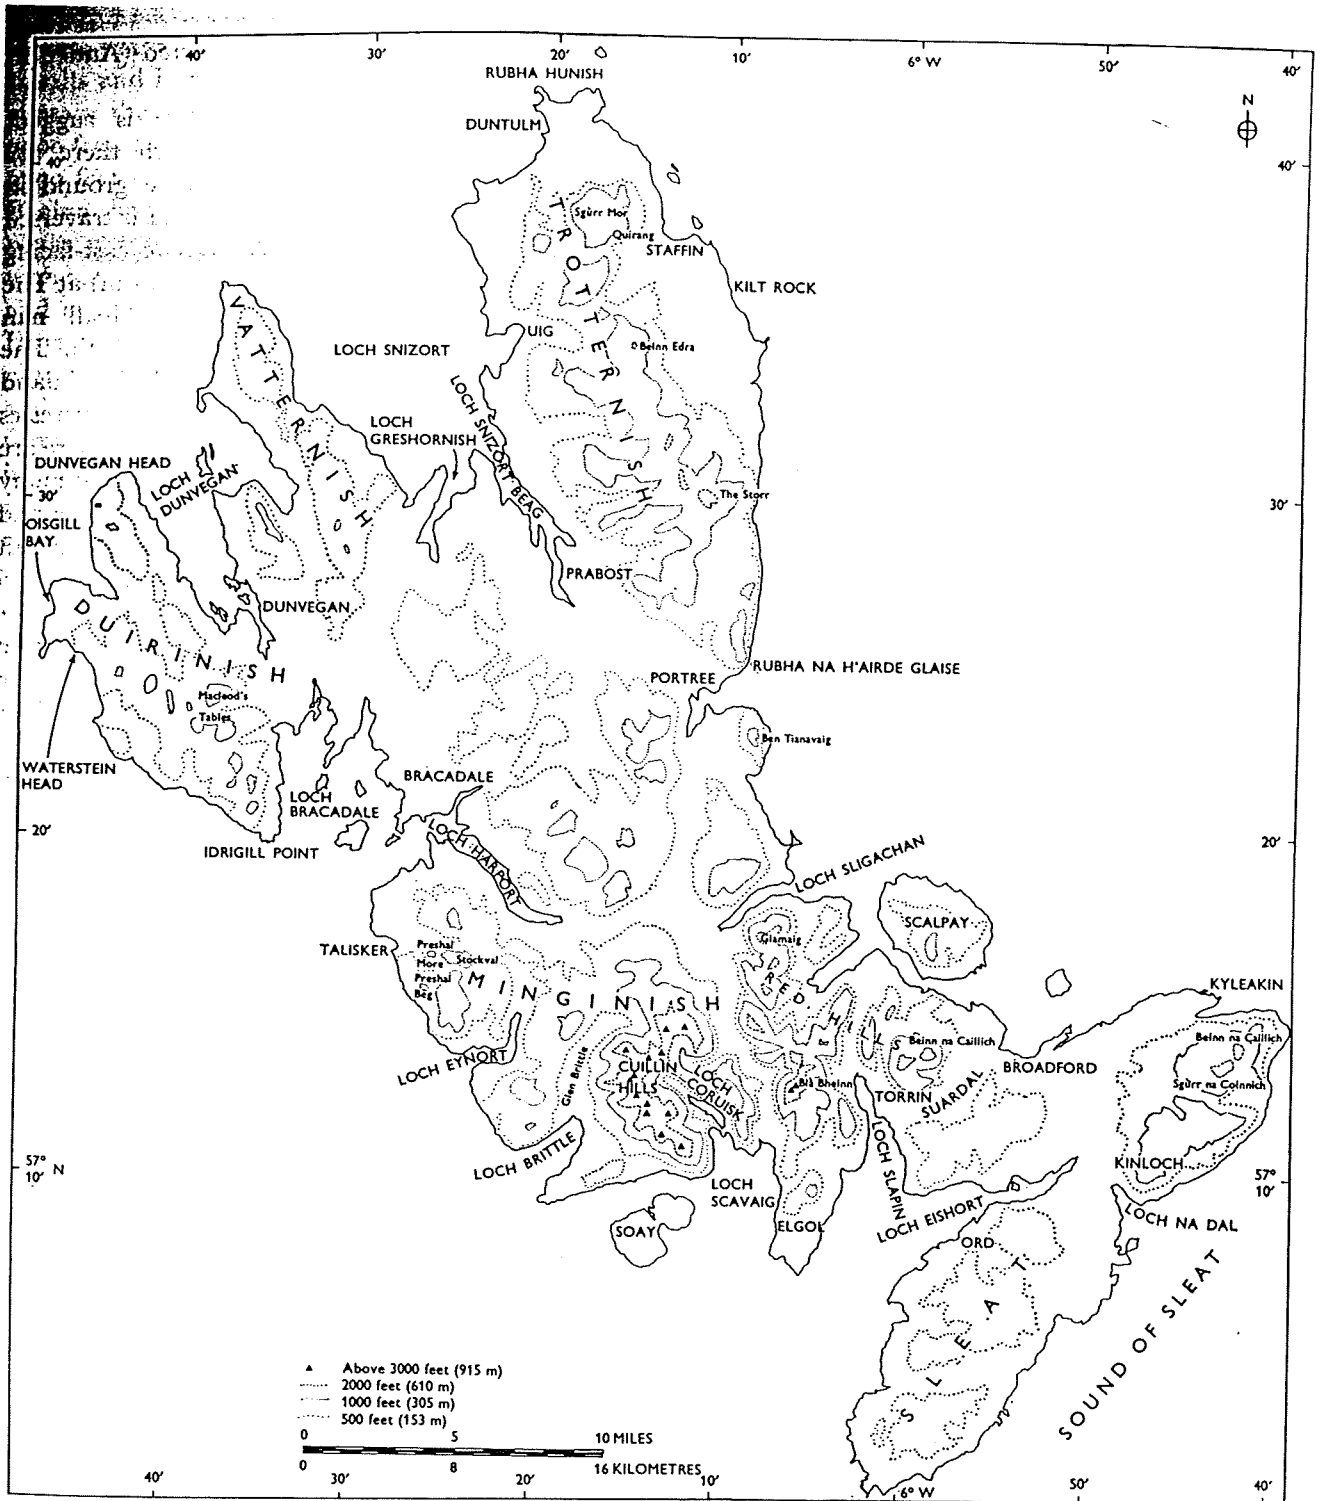 40′ 30′ 20′ 10′ 6° W 50′ 40′
RUBHA HUNISH
N
DUNTULM
40′
40′
TROTTERNISH
Sgùrr Mor
Quirang
STAFFIN
KILT ROCK
VATTERNISH
UIG
LOCH SNIZORT
Beinn Edra
LOCH SNIZORT BEAG
LOCH
GRESHORNISH
DUNVEGAN HEAD
LOCH
DUNVEGAN
30′
The Storr
30′
OISGILL
BAY
PRABOST
DUNVEGAN
DUIRINISH
RUBHA NA H'AIRDE GLAISE
PORTREE
Macleod's
Tables
Ben Tianavaig
WATERSTEIN
HEAD
BRACADALE
LOCH
BRACADALE
20′
LOCH HARPORT
20′
IDRIGILL POINT
LOCH SLIGACHAN
SCALPAY
TALISKER
Preshal
More
Stockval
Preshal
Beg
Glamaig
MINGINISH
RED HILLS
KYLEAKIN
Beinn na Caillich
Beinn na Caillich
LOCH EYNORT
Glen Brittle
CUILLIN
HILLS
LOCH
CORUISK
Blà Bheinn
TORRIN
SUARDAL
BROADFORD
Sgùrr na Coinnich
LOCH BRITTLE
LOCH SLAPIN
KINLOCH
57° N
10′
57°
10′
LOCH
SCAVAIG
SOAY
ELGOL
LOCH EISHORT
LOCH NA DAL
ORD
SLEAT
SOUND OF SLEAT
▲ Above 3000 feet (915 m)
2000 feet (610 m)
1000 feet (305 m)
500 feet (153 m)
0 5 10 MILES
0 8 16 KILOMETRES
40′ 30′ 20′ 10′ 6° W 50′ 40′